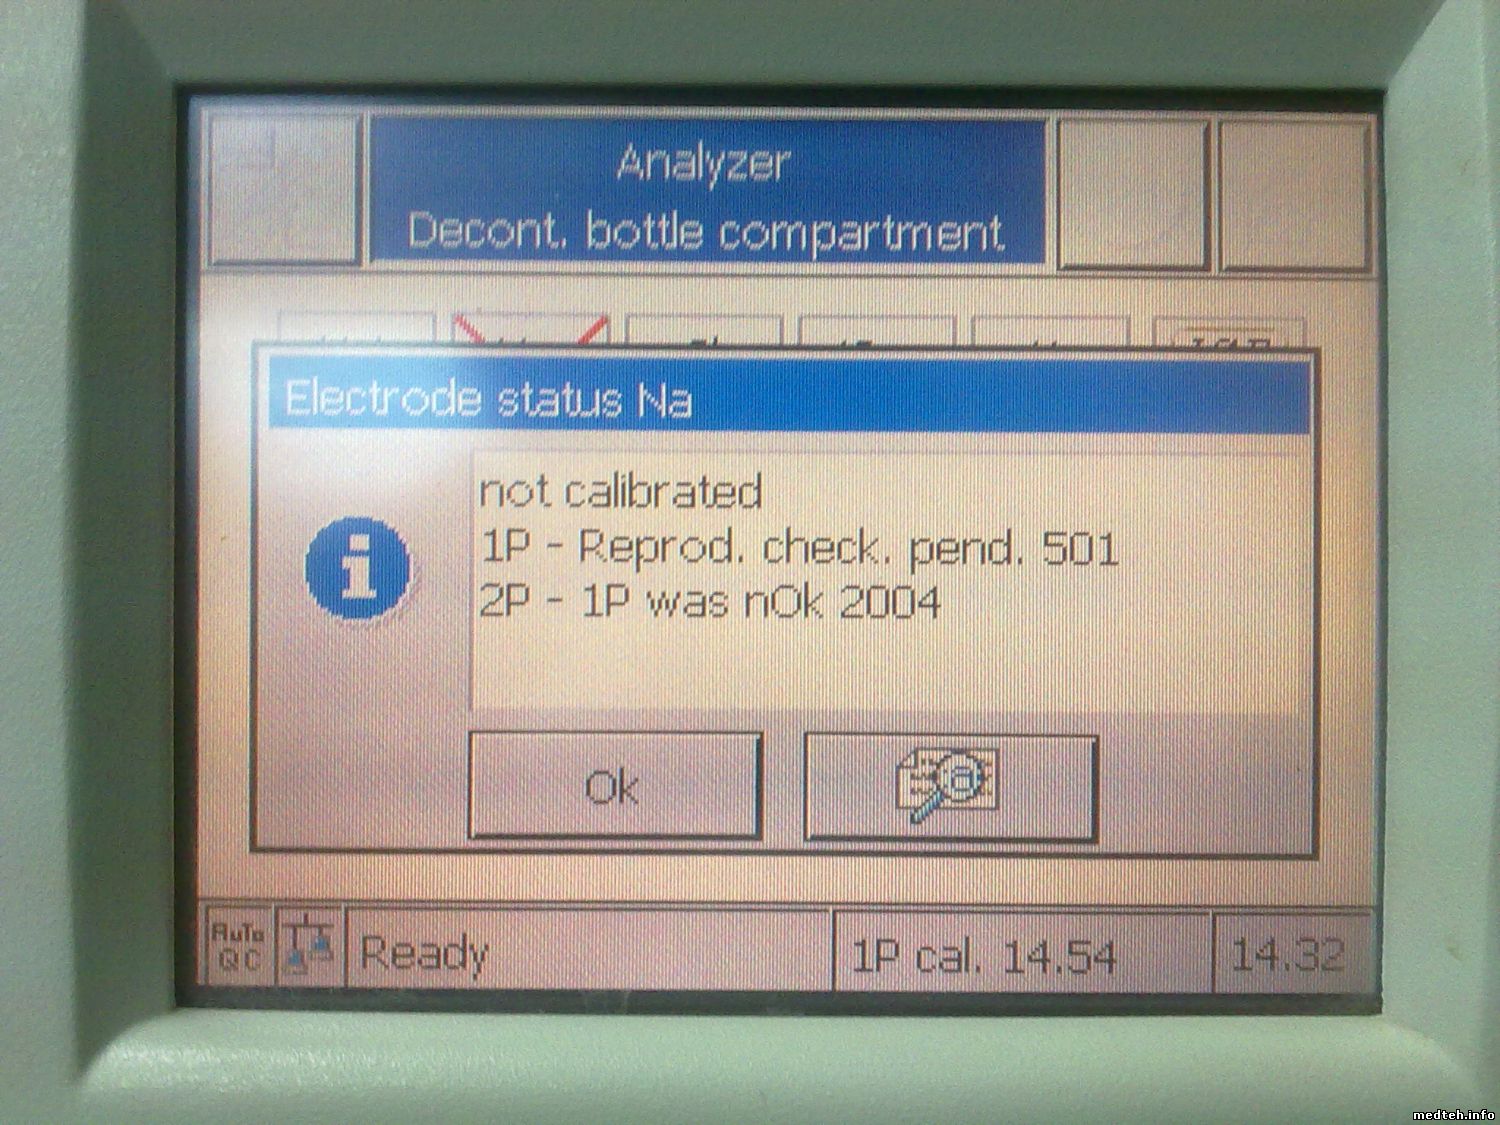 Analyzer
Decont. bottle compartment
Electrode status Na
not calibrated
1P - Reprod. check. pend. 501
2P - 1P was nOk 2004
Ok
AuTo
QC
Ready
1P cal. 14.54
14.32
medteh.info